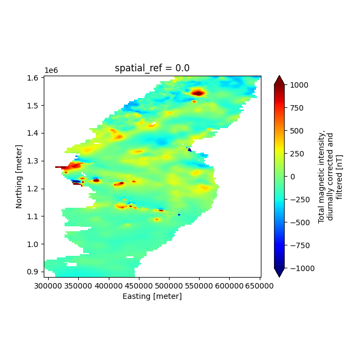 spatial_ref = 0.0
1e6
1.6
1.5
1.4
1.3
1.2
1.1
1.0
0.9
Northing [meter]
300000 350000 400000 450000 500000 550000 600000 650000
Easting [meter]
1000
750
500
250
0
−250
−500
−750
−1000
Total magnetic intensity,
diurnally corrected and
filtered [nT]